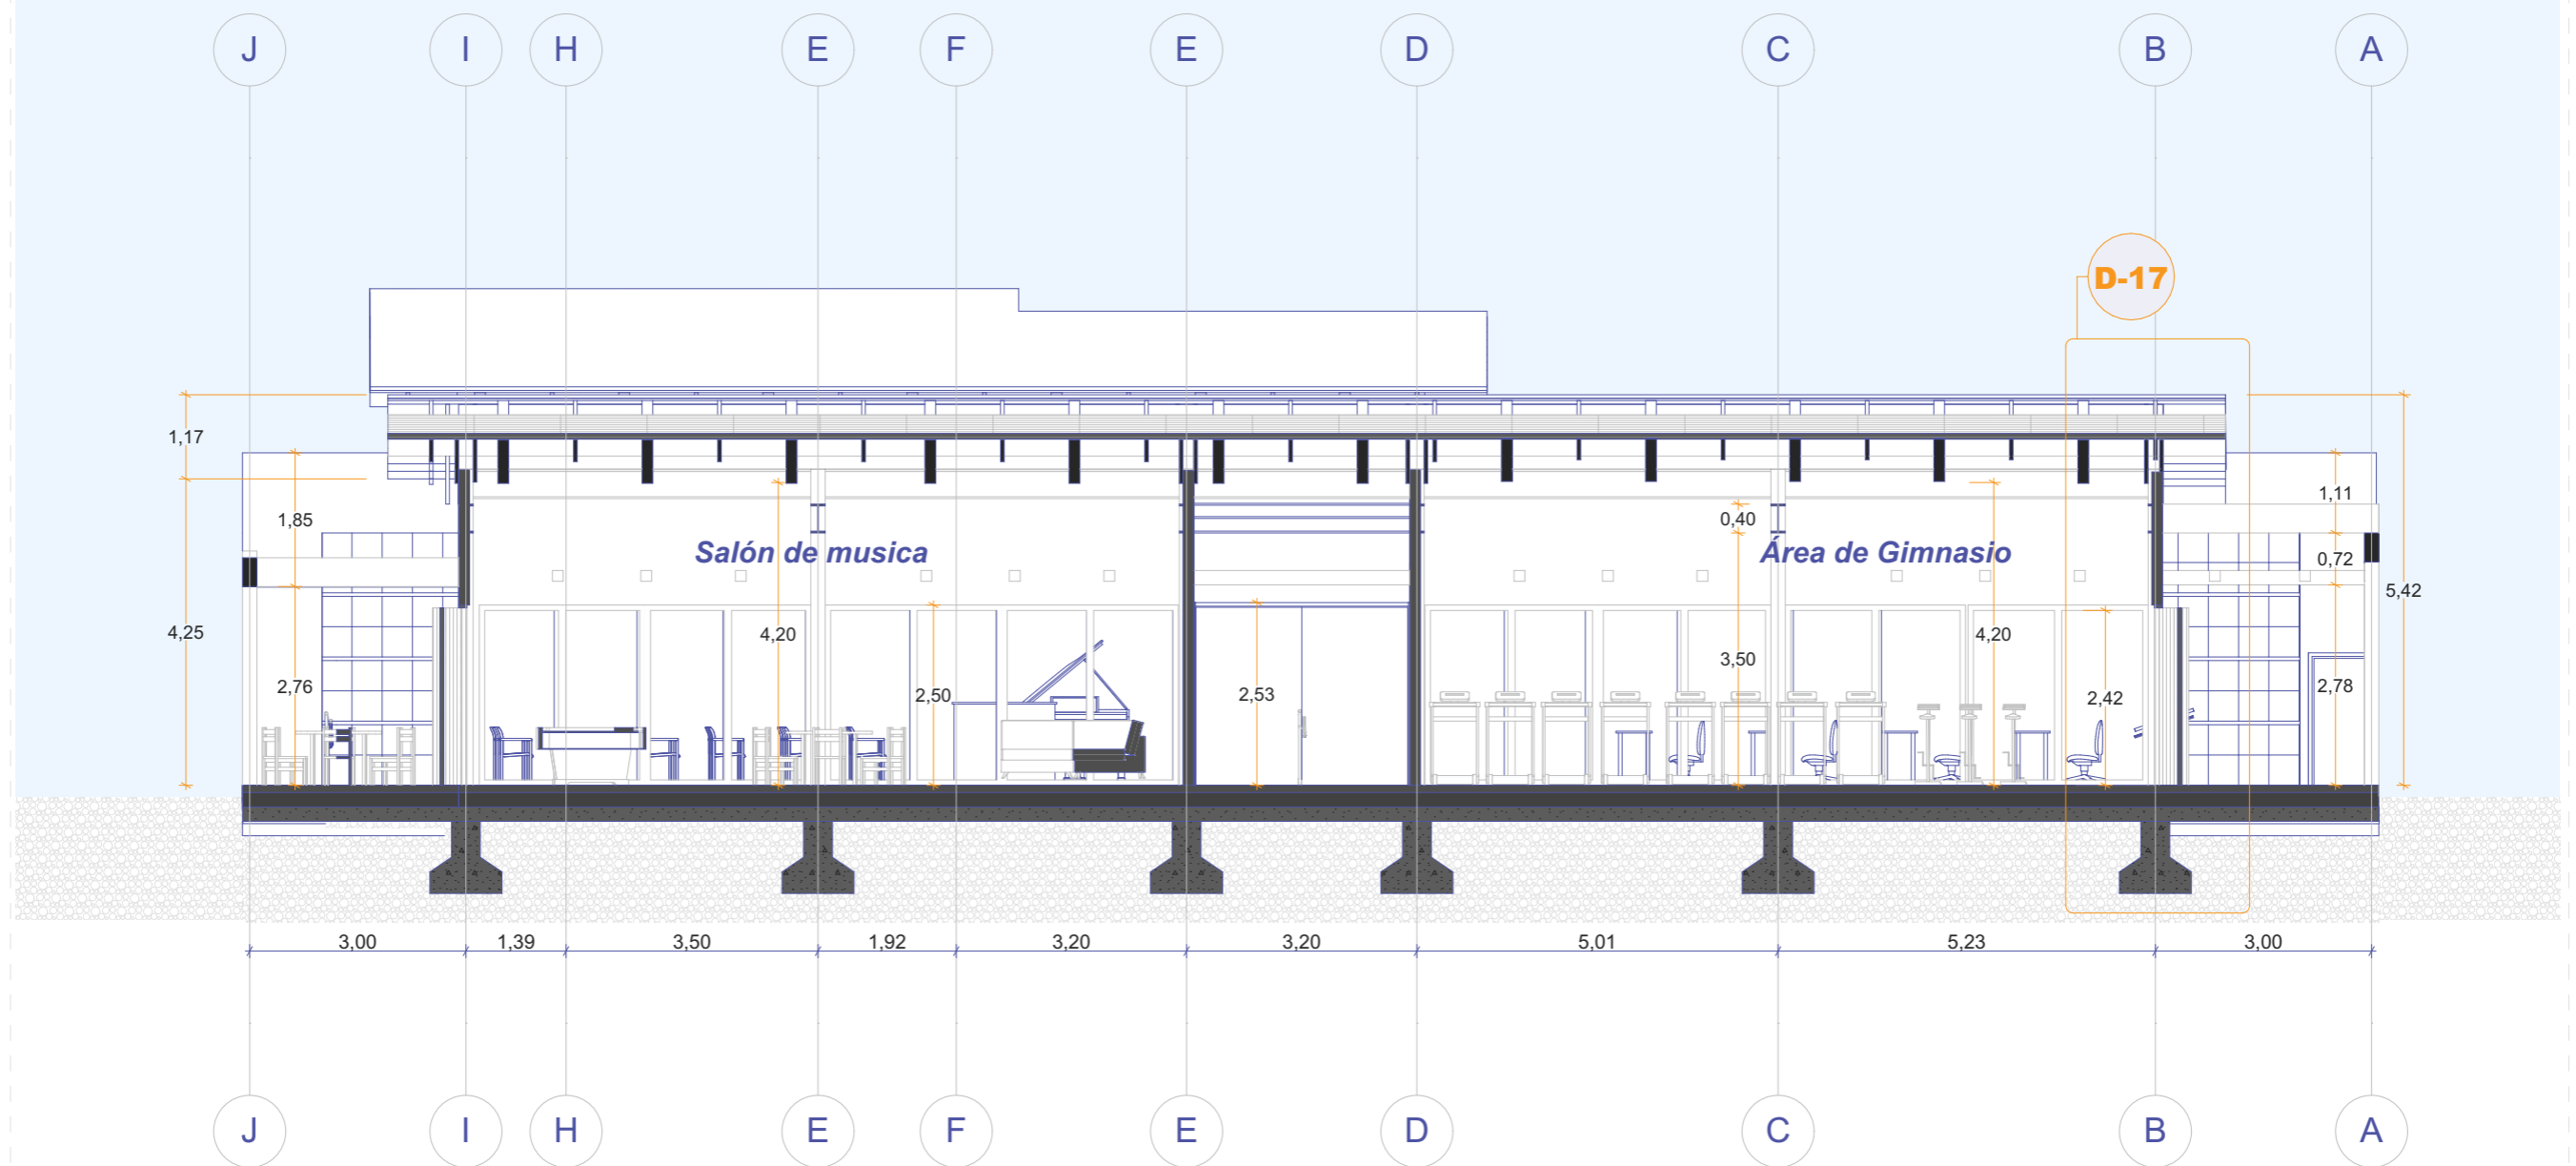 J I H E F E D C B A
D-17
1,17
1,85
1,11
0,40
Salón de musica
Área de Gimnasio
0,72
5,42
4,25
4,20
4,20
3,50
2,76
2,50
2,53
2,42
2,78
3,00 1,39 3,50 1,92 3,20 3,20 5,01 5,23 3,00
J I H E F E D C B A